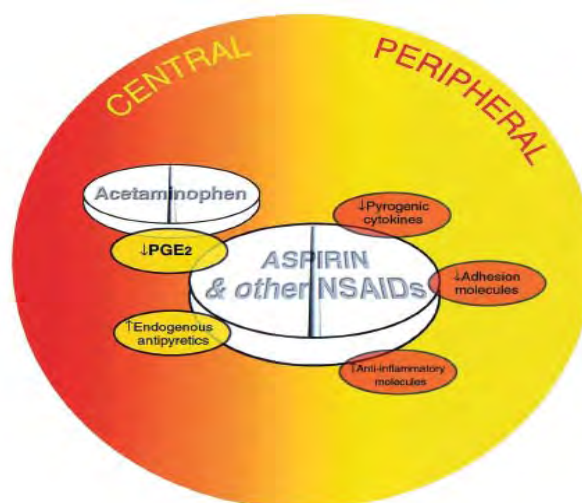 CENTRAL
PERIPHERAL
Acetaminophen
↓PGE2
ASPIRIN
& other NSAIDs
↑Endogenous
antipyretics
↓Pyrogenic
cytokines
↓Adhesion
molecules
↑Anti-inflammatory
molecules